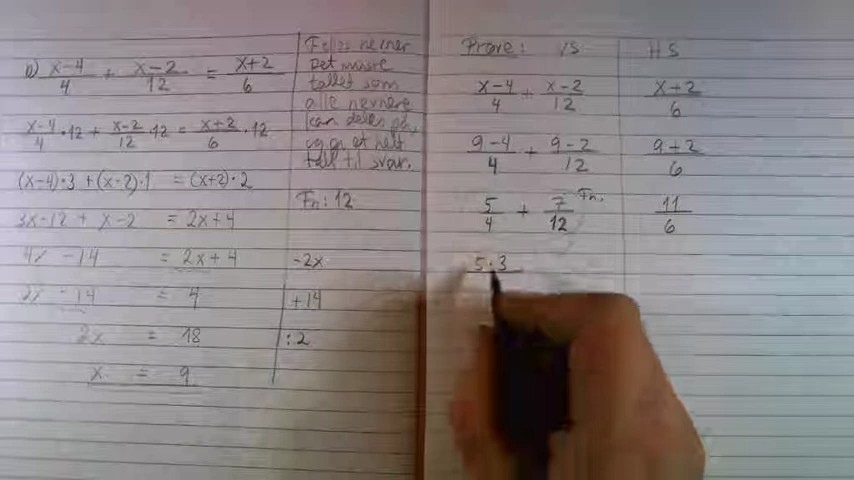 b) x-4/4 + x-2/12 = x+2/6
x-4/4 · 12 + x-2/12 · 12 = x+2/6 · 12
(x-4)·3 + (x-2)·1 = (x+2)·2
3x-12 + x-2 = 2x+4
4x -14 = 2x+4
2x -14 = 4
2x = 18
x = 9
Felles nevner
Det minste
tallet som
alle nevnere
kan deles på,
og gi et helt
tall til svar.
Fn: 12
-2x
+14
:2
Prøve: VS HS
x-4/4 + x-2/12 x+2/6
9-4/4 + 9-2/12 9+2/6
5/4 + 7/12 Fn. 11/6
5·3